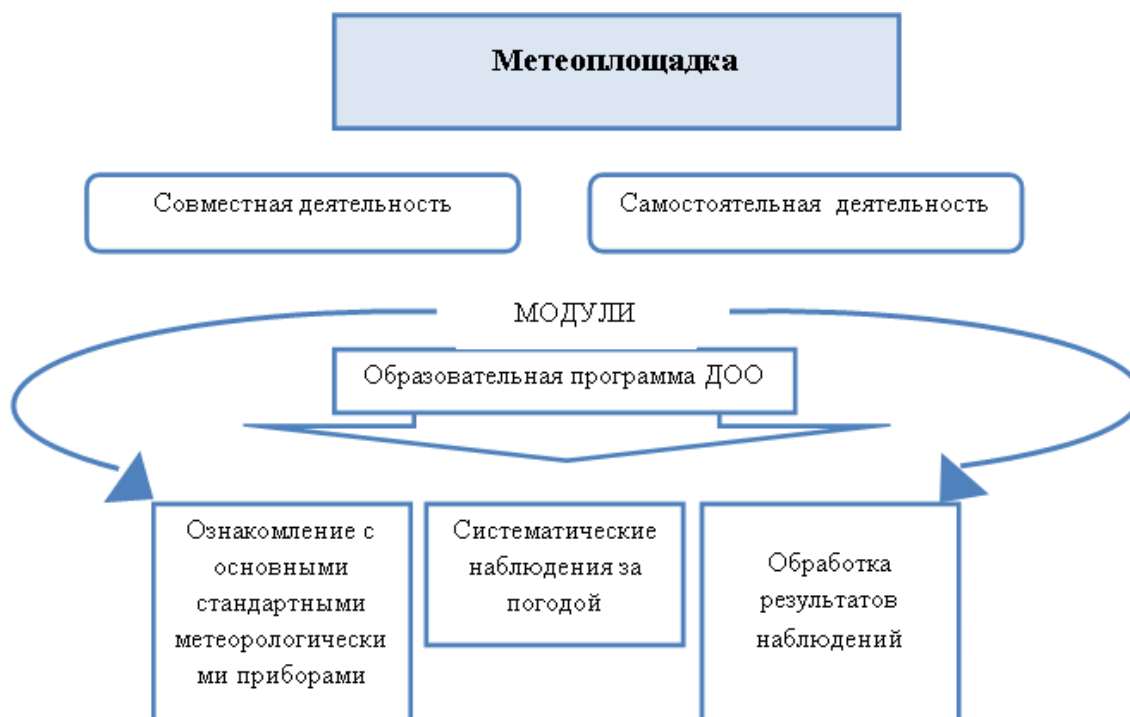 Метеоплощадка
Совместная деятельность
Самостоятельная деятельность
МОДУЛИ
Образовательная программа ДОО
Ознакомление с
основными
стандартными
метеорологически
ми приборами
Систематические
наблюдения за
погодой
Обработка
результатов
наблюдений